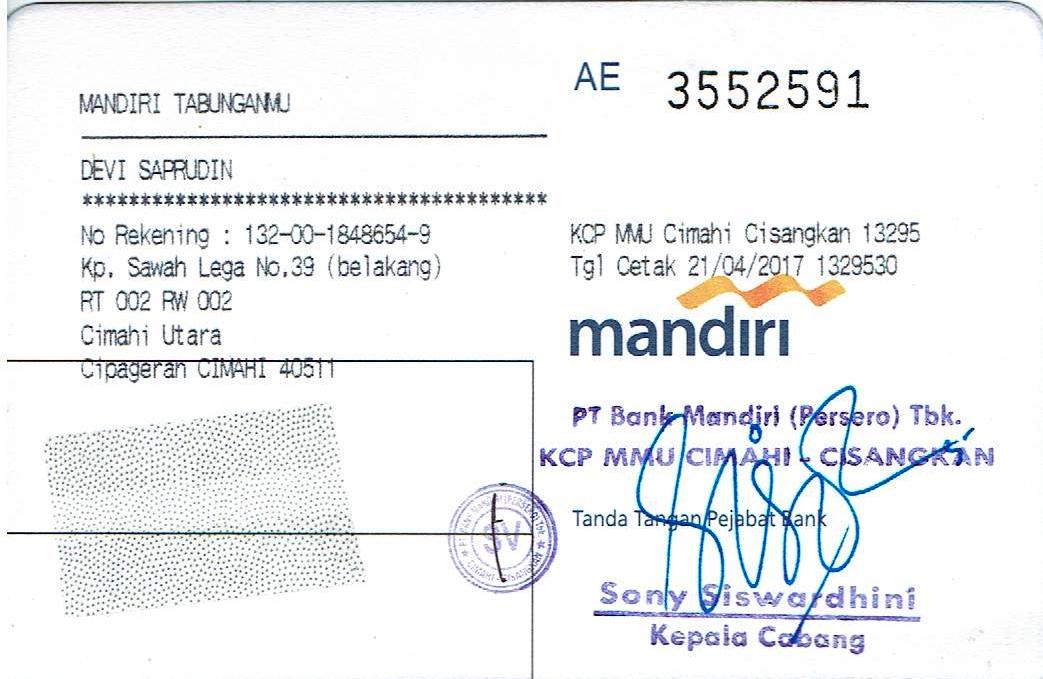 MANDIRI TABUNGANMU
AE 3552591
DEVI SAPRUDIN
****************************************
No Rekening : 132-00-1848654-9
Kp. Sawah Lega No.39 (belakang)
RT 002 RW 002
Cimahi Utara
Cipageran CIMAHI 40511
KCP MMU Cimahi Cisangkan 13295
Tgl Cetak 21/04/2017 1329530
mandiri
PT Bank Mandiri (Persero) Tbk.
KCP MMU CIMAHI - CISANGKAN
Tanda Tangan Pejabat Bank
SV
Sony Siswardhini
Kepala Cabang